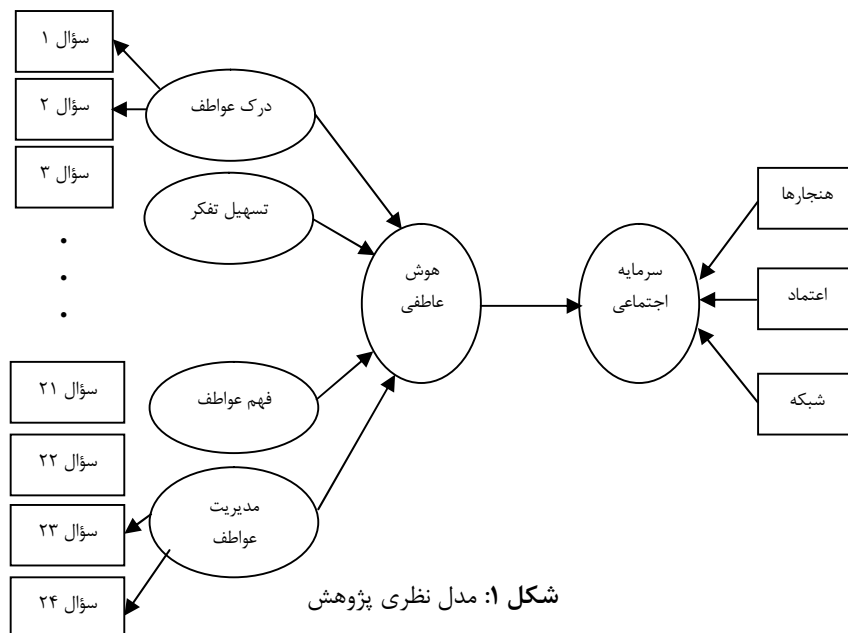 سؤال ۱
سؤال ۲
سؤال ۳
سؤال ۲۱
سؤال ۲۲
سؤال ۲۳
سؤال ۲۴
درک عواطف
تسهیل تفکر
فهم عواطف
مدیریت
عواطف
هوش
عاطفی
سرمایه
اجتماعی
هنجارها
اعتماد
شبکه
شکل ۱: مدل نظری پژوهش